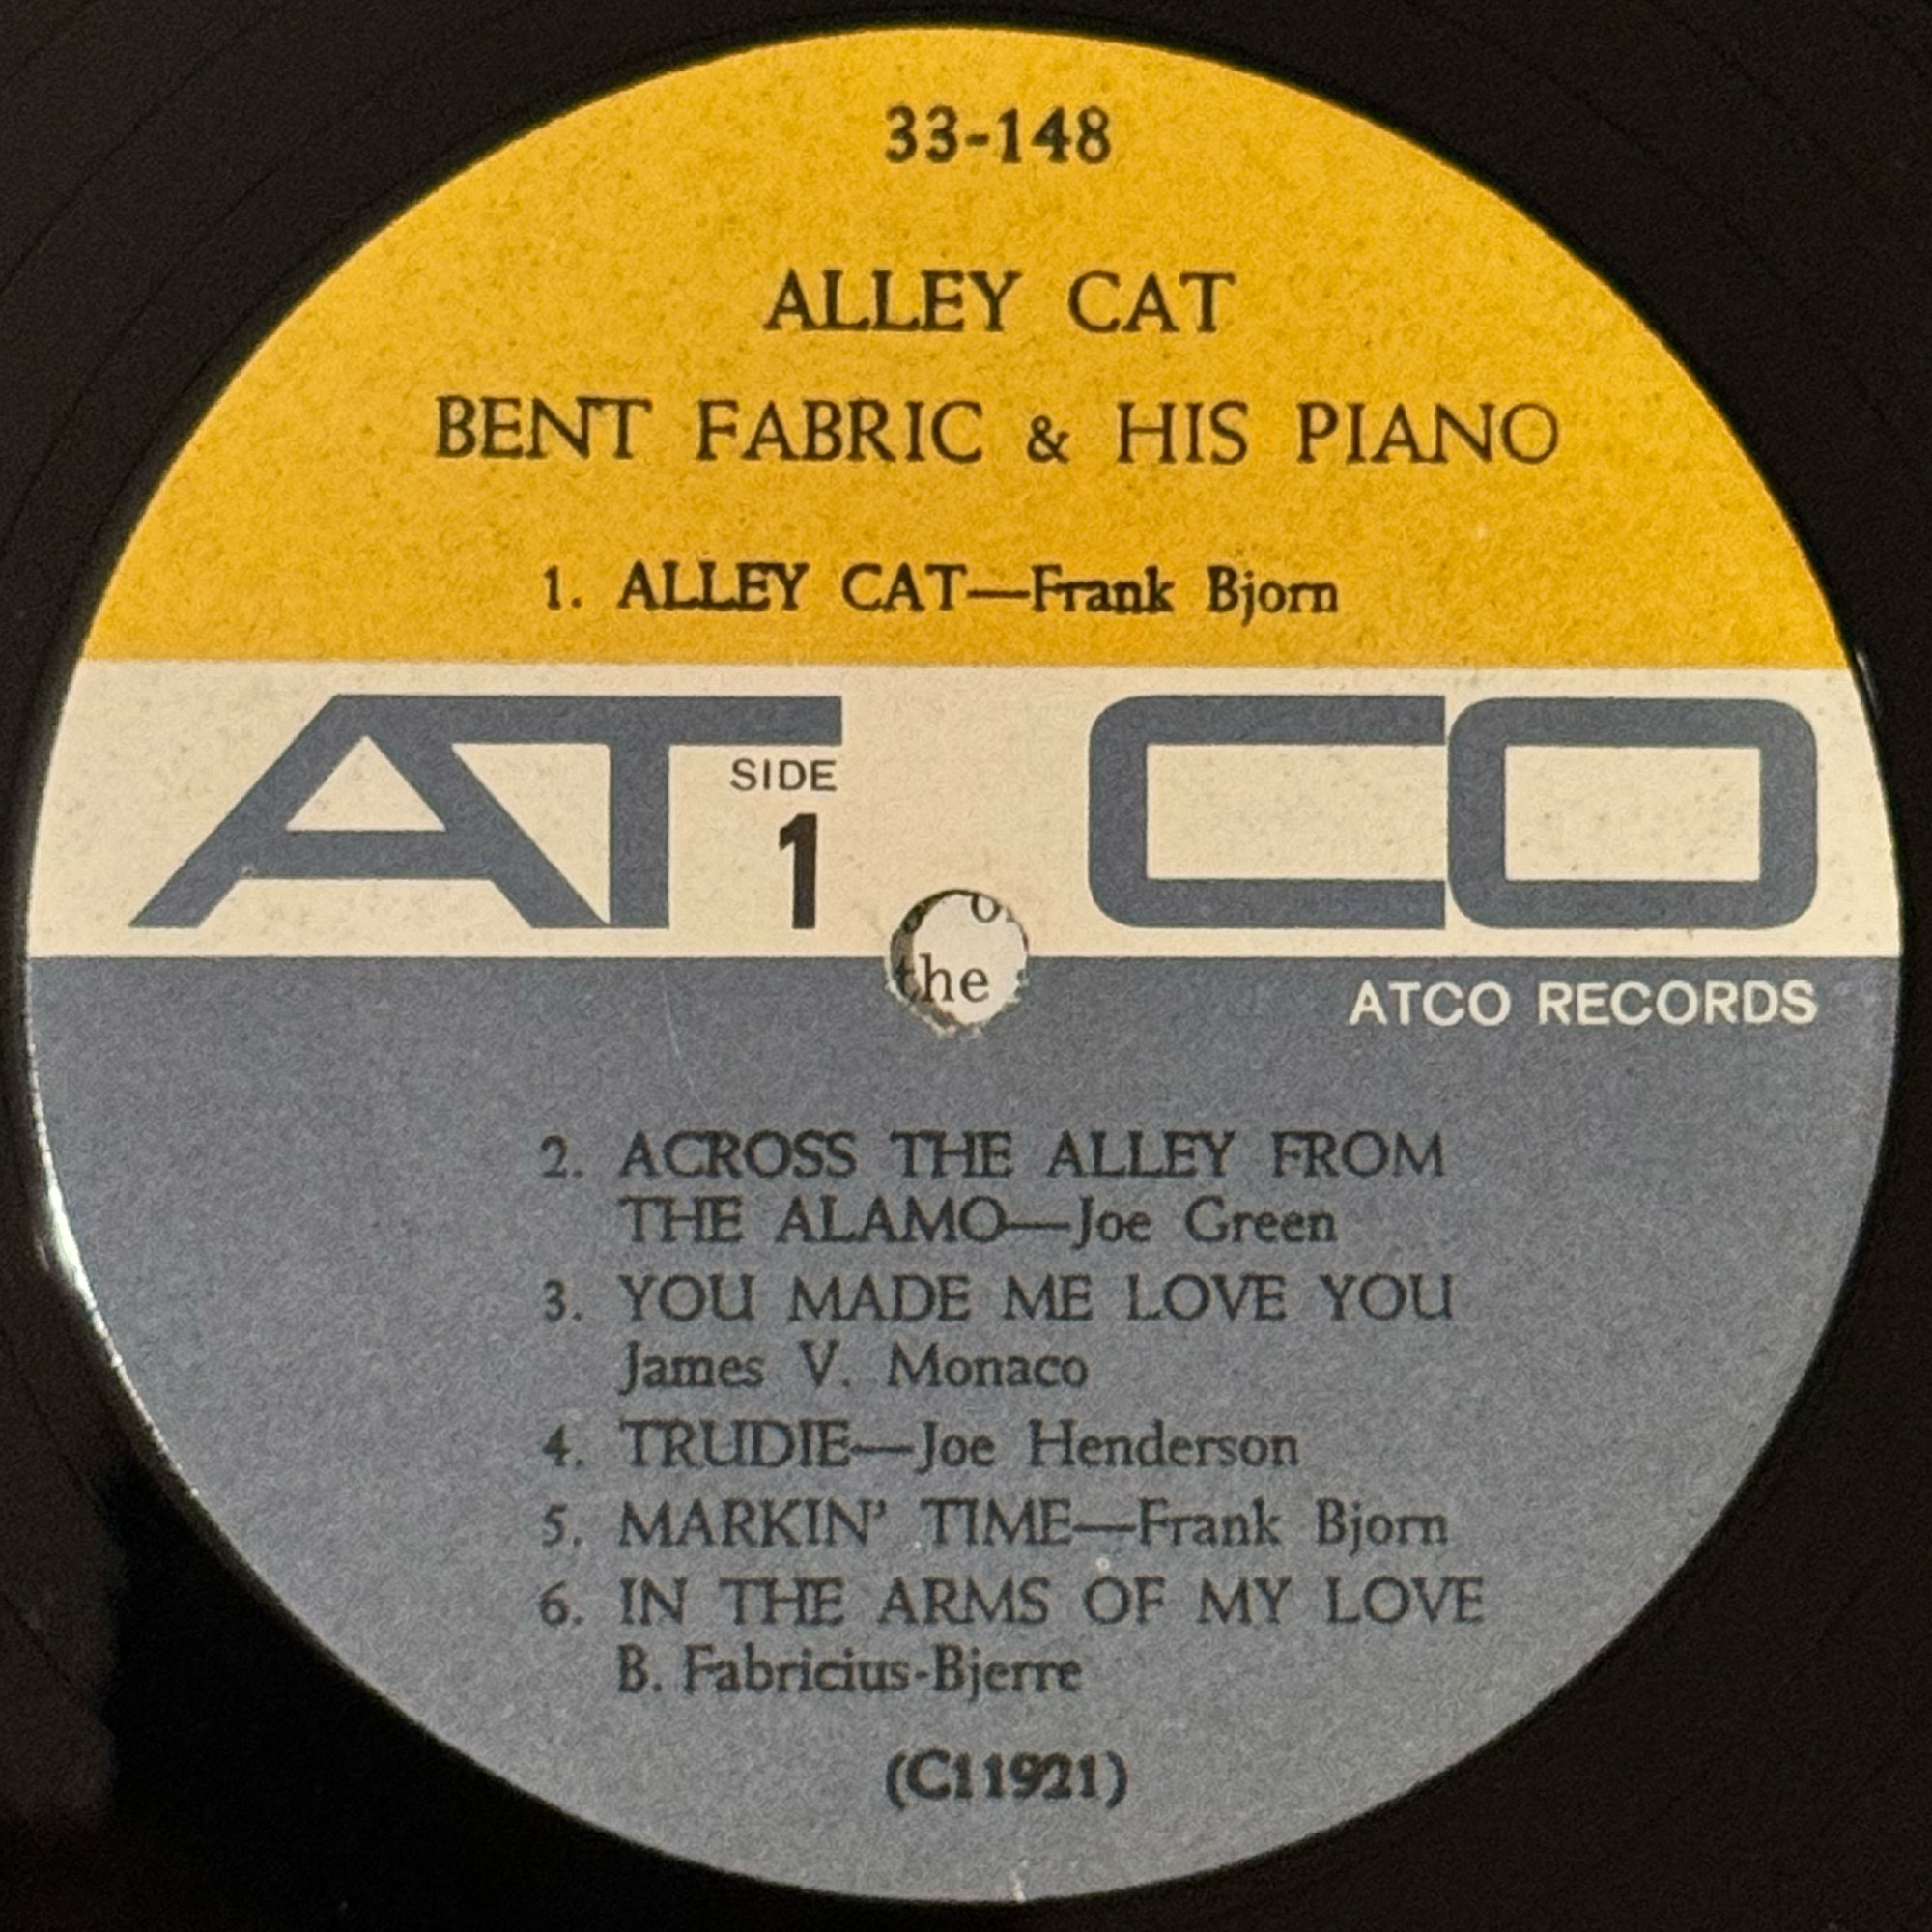 33-148
ALLEY CAT
BENT FABRIC & HIS PIANO
1. ALLEY CAT—Frank Bjorn
ATCO
SIDE
1
the
ATCO RECORDS
2. ACROSS THE ALLEY FROM
THE ALAMO—Joe Green
3. YOU MADE ME LOVE YOU
James V. Monaco
4. TRUDIE—Joe Henderson
5. MARKIN' TIME—Frank Bjorn
6. IN THE ARMS OF MY LOVE
B. Fabricius-Bjerre
(C11921)